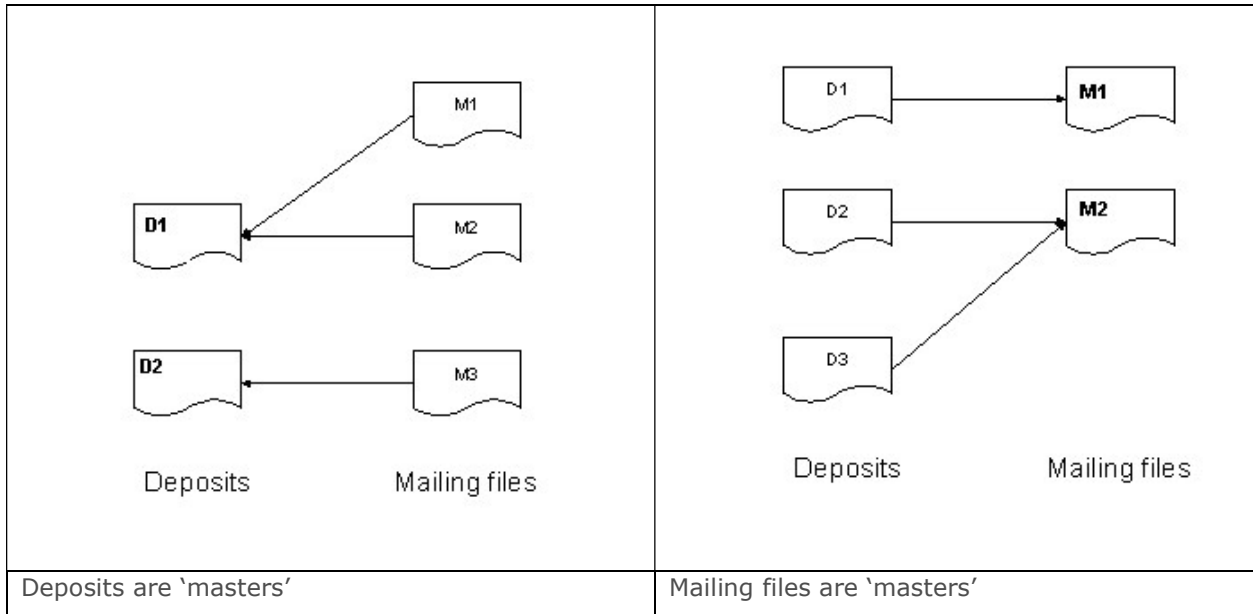 M1
D1
M2
D2
M3
Deposits
Mailing files
Deposits are ‘masters’
D1
M1
D2
M2
D3
Deposits
Mailing files
Mailing files are ‘masters’